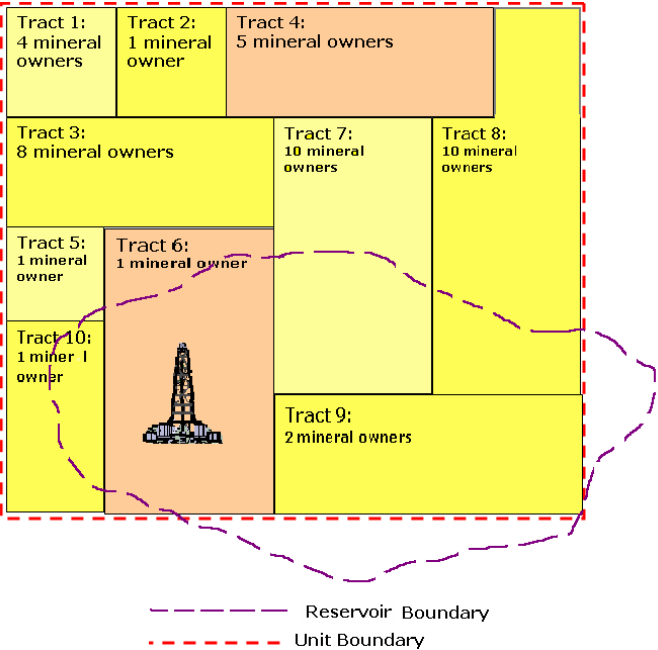 Tract 1:
4 mineral
owners
Tract 2:
1 mineral
owner
Tract 4:
5 mineral owners
Tract 3:
8 mineral owners
Tract 7:
10 mineral
owners
Tract 8:
10 mineral
owners
Tract 5:
1 mineral
owner
Tract 6:
1 mineral owner
Tract 10:
1 miner l
owner
Tract 9:
2 mineral owners
Reservoir Boundary
Unit Boundary